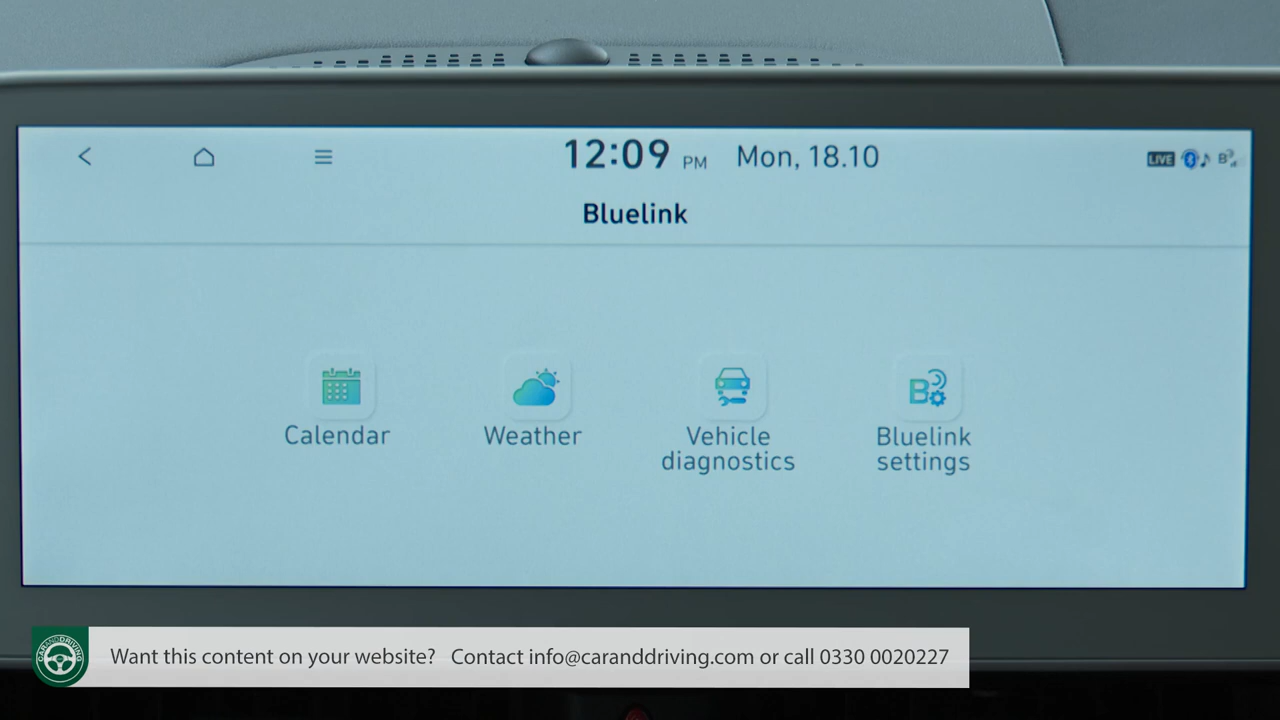 12:09 PM Mon, 18.10
LIVE
Bluelink
Calendar
Weather
Vehicle
diagnostics
Bluelink
settings
CARANDDRIVING
Want this content on your website? Contact info@caranddriving.com or call 0330 0020227